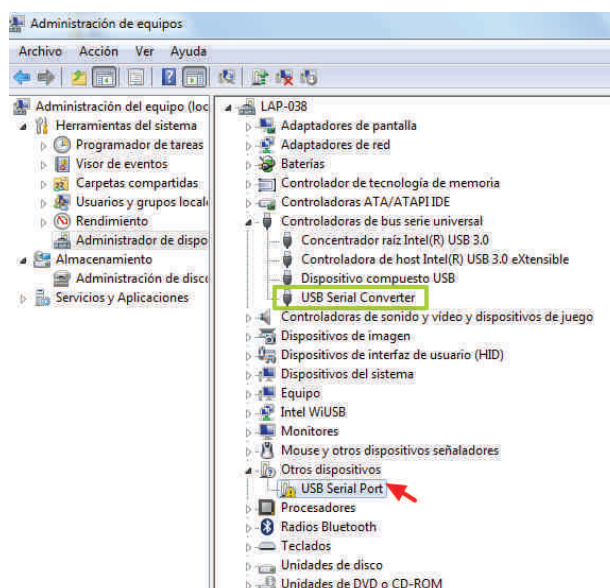 Administración de equipos
Archivo Acción Ver Ayuda
Administración del equipo (loc
Herramientas del sistema
Programador de tareas
Visor de eventos
Carpetas compartidas
Usuarios y grupos local
Rendimiento
Administrador de dispo
Almacenamiento
Administración de disc
Servicios y Aplicaciones
LAP-038
Adaptadores de pantalla
Adaptadores de red
Baterías
Controlador de tecnología de memoria
Controladoras ATA/ATAPI IDE
Controladoras de bus serie universal
Concentrador raíz Intel(R) USB 3.0
Controladora de host Intel(R) USB 3.0 eXtensible
Dispositivo compuesto USB
USB Serial Converter
Controladoras de sonido y vídeo y dispositivos de juego
Dispositivos de imagen
Dispositivos de interfaz de usuario (HID)
Dispositivos del sistema
Equipo
Intel WiUSB
Monitores
Mouse y otros dispositivos señaladores
Otros dispositivos
USB Serial Port
Procesadores
Radios Bluetooth
Teclados
Unidades de disco
Unidades de DVD o CD-ROM